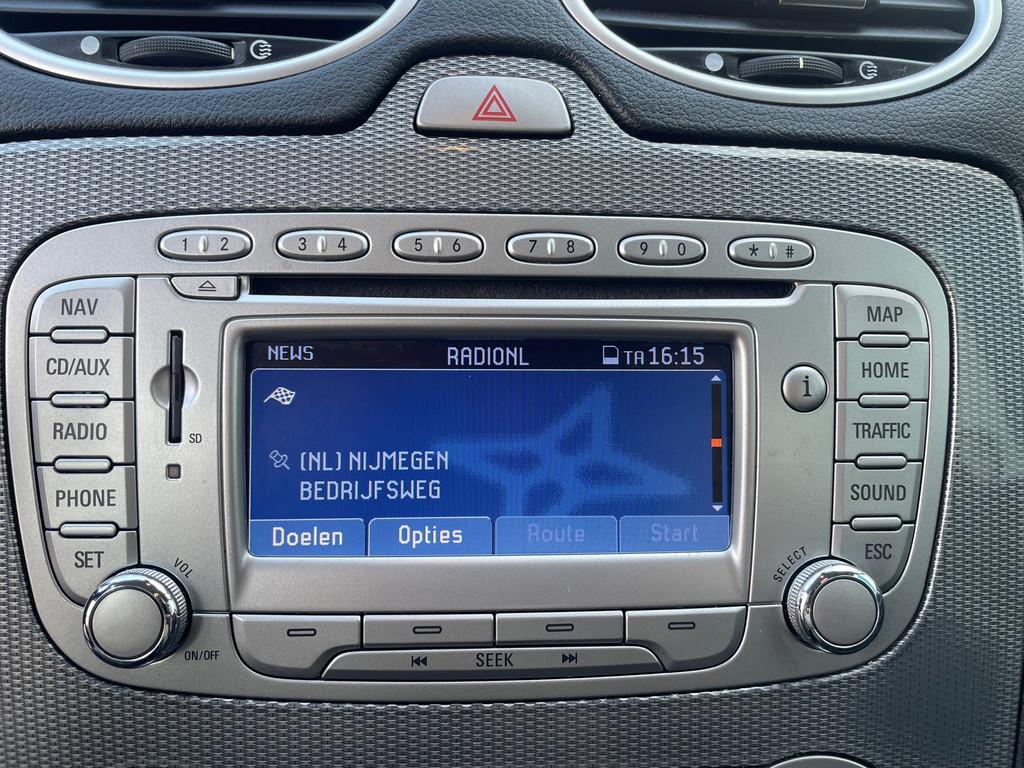 1 2 3 4 5 6 7 8 9 0 * #
NAV
CD/AUX
RADIO
PHONE
SET
SD
VOL
ON/OFF
NEWS RADIONL TA 16:15
(NL) NIJMEGEN
BEDRIJFSWEG
Doelen Opties Route Start
SEEK
i
MAP
HOME
TRAFFIC
SOUND
ESC
SELECT